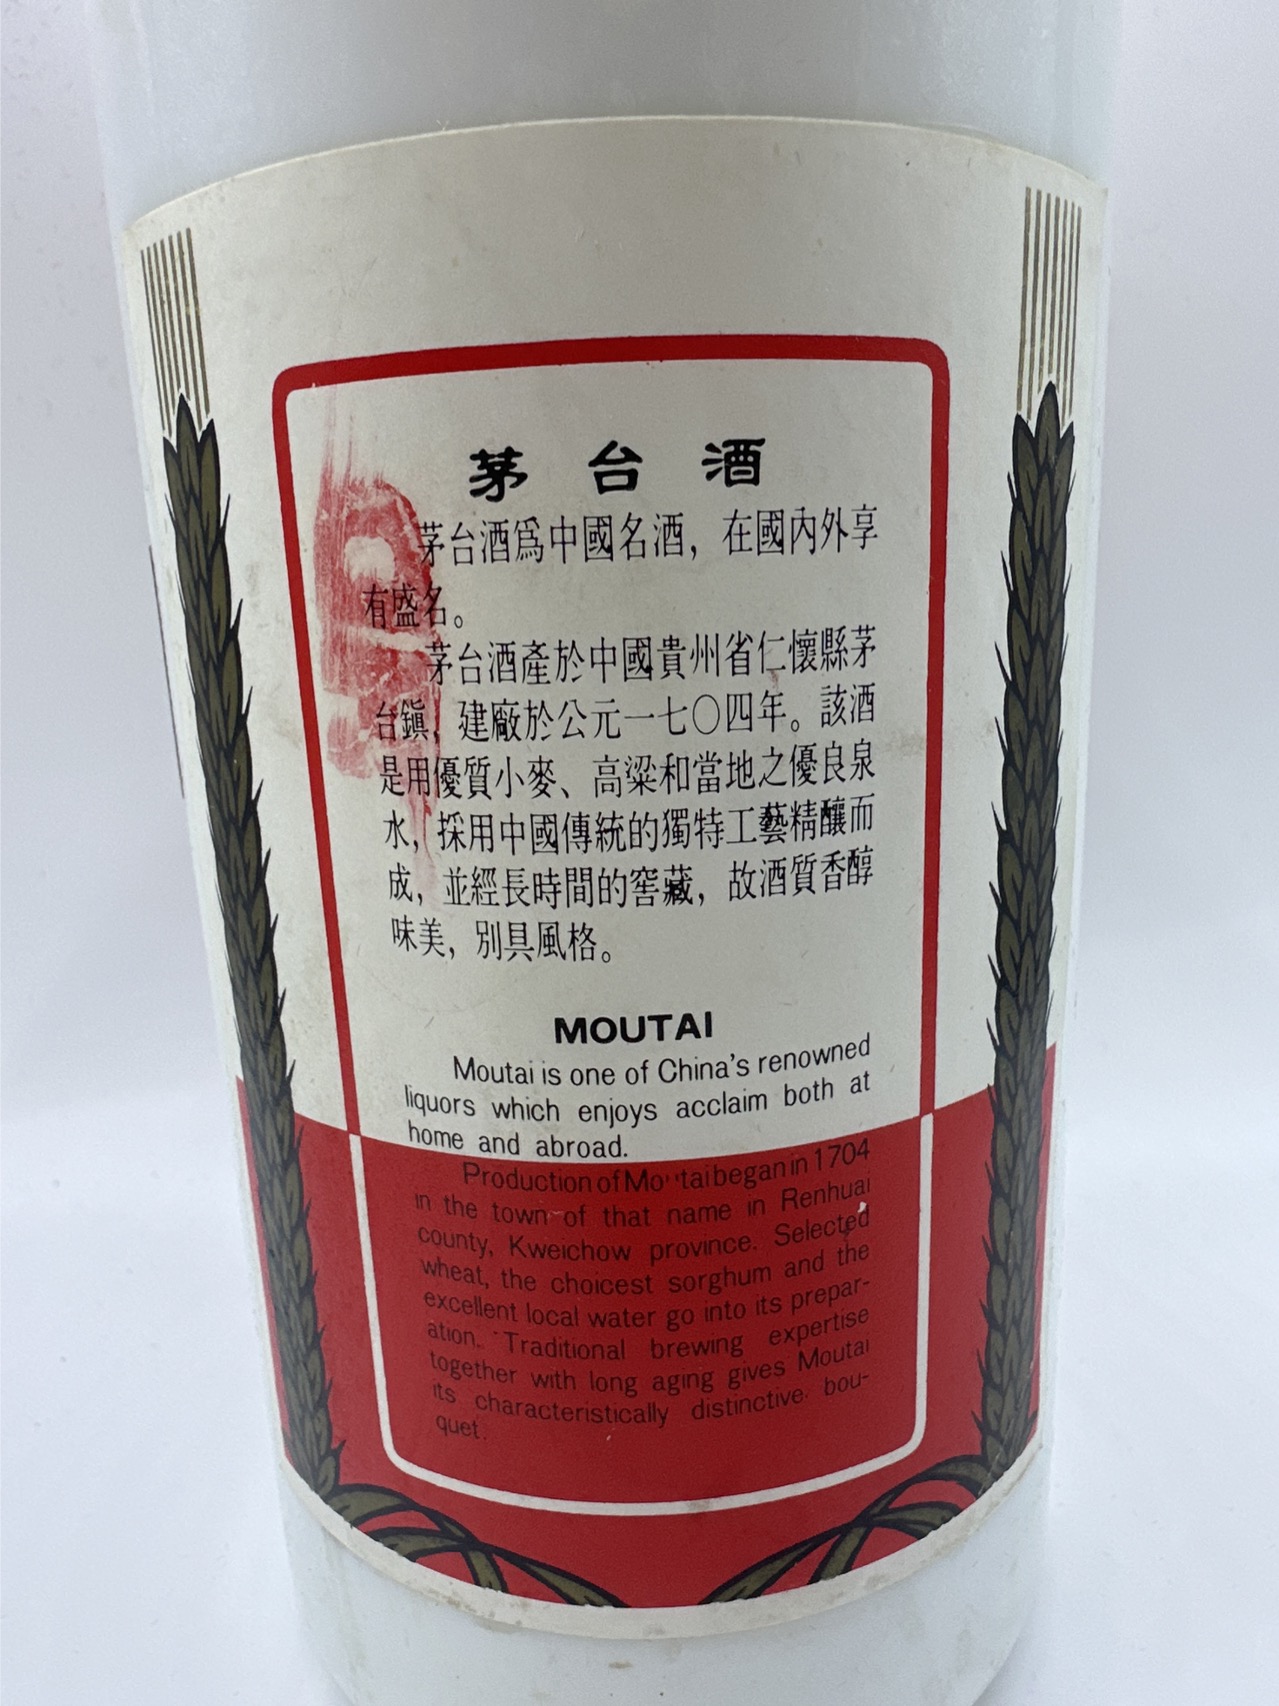 茅台酒
茅台酒爲中國名酒，在國內外享
有盛名。
茅台酒產於中國貴州省仁懷縣茅
台鎭，建廠於公元一七〇四年。該酒
是用優質小麥、高粱和當地之優良泉
水，採用中國傳統的獨特工藝精釀而
成，並經長時間的窖藏，故酒質香醇
味美，別具風格。
MOUTAI
Moutai is one of China's renowned
liquors which enjoys acclaim both at
home and abroad.
Production of Moutai began in 1704
in the town of that name in Renhuai
county, Kweichow province. Selected
wheat, the choicest sorghum and the
excellent local water go into its prepar-
ation. Traditional brewing expertise
together with long aging gives Moutai
its characteristically distinctive bou-
quet.